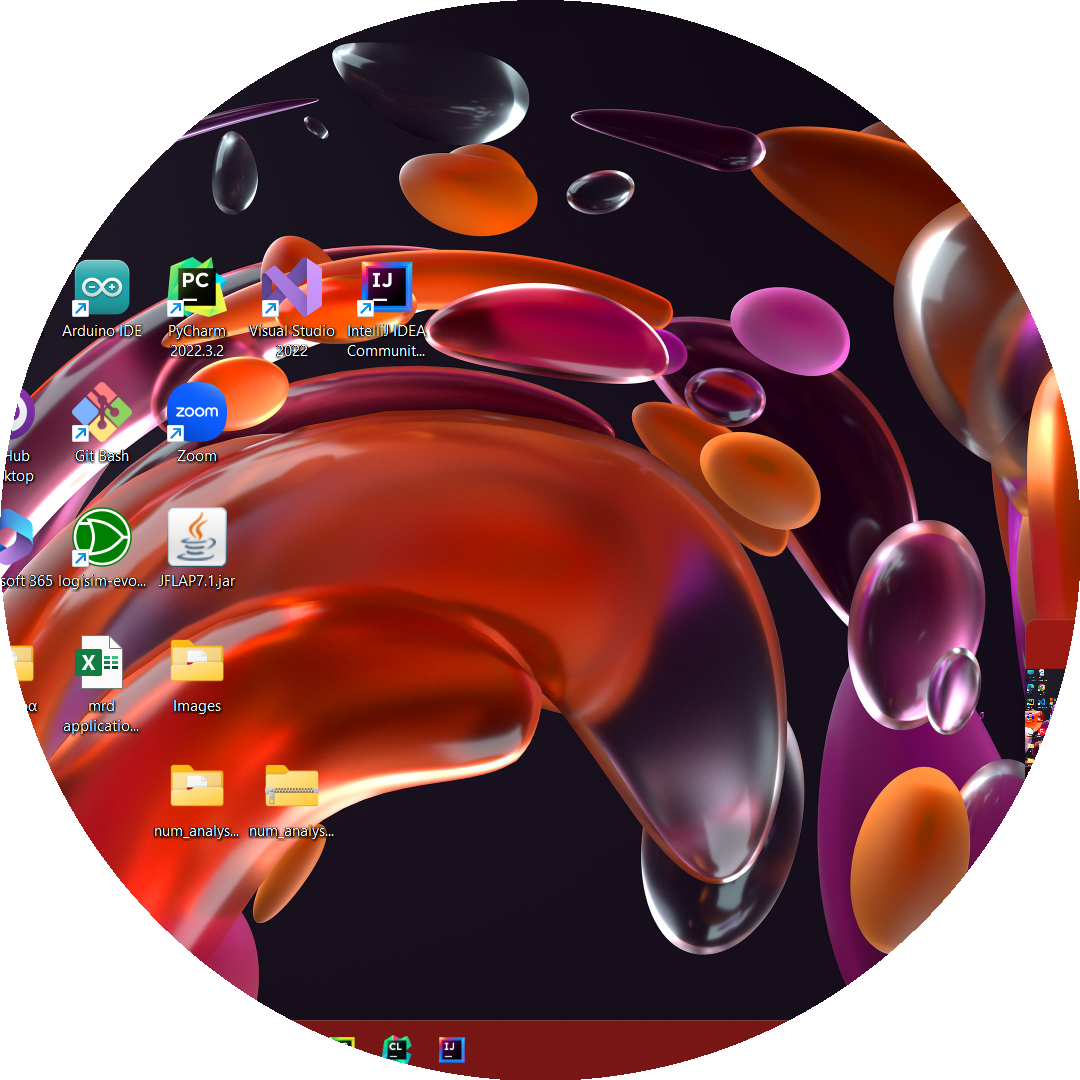 PC
IJ
Arduino IDE
PyCharm
2022.3.2
Visual Studio
2022
IntelliJ IDEA
Communit...
zoom
Hub
ktop
Git Bash
Zoom
soft 365
logisim-evo...
JFLAP7.1.jar
X
α
mrd
applicatio...
Images
num_analys...
num_analys...
CL
IJ